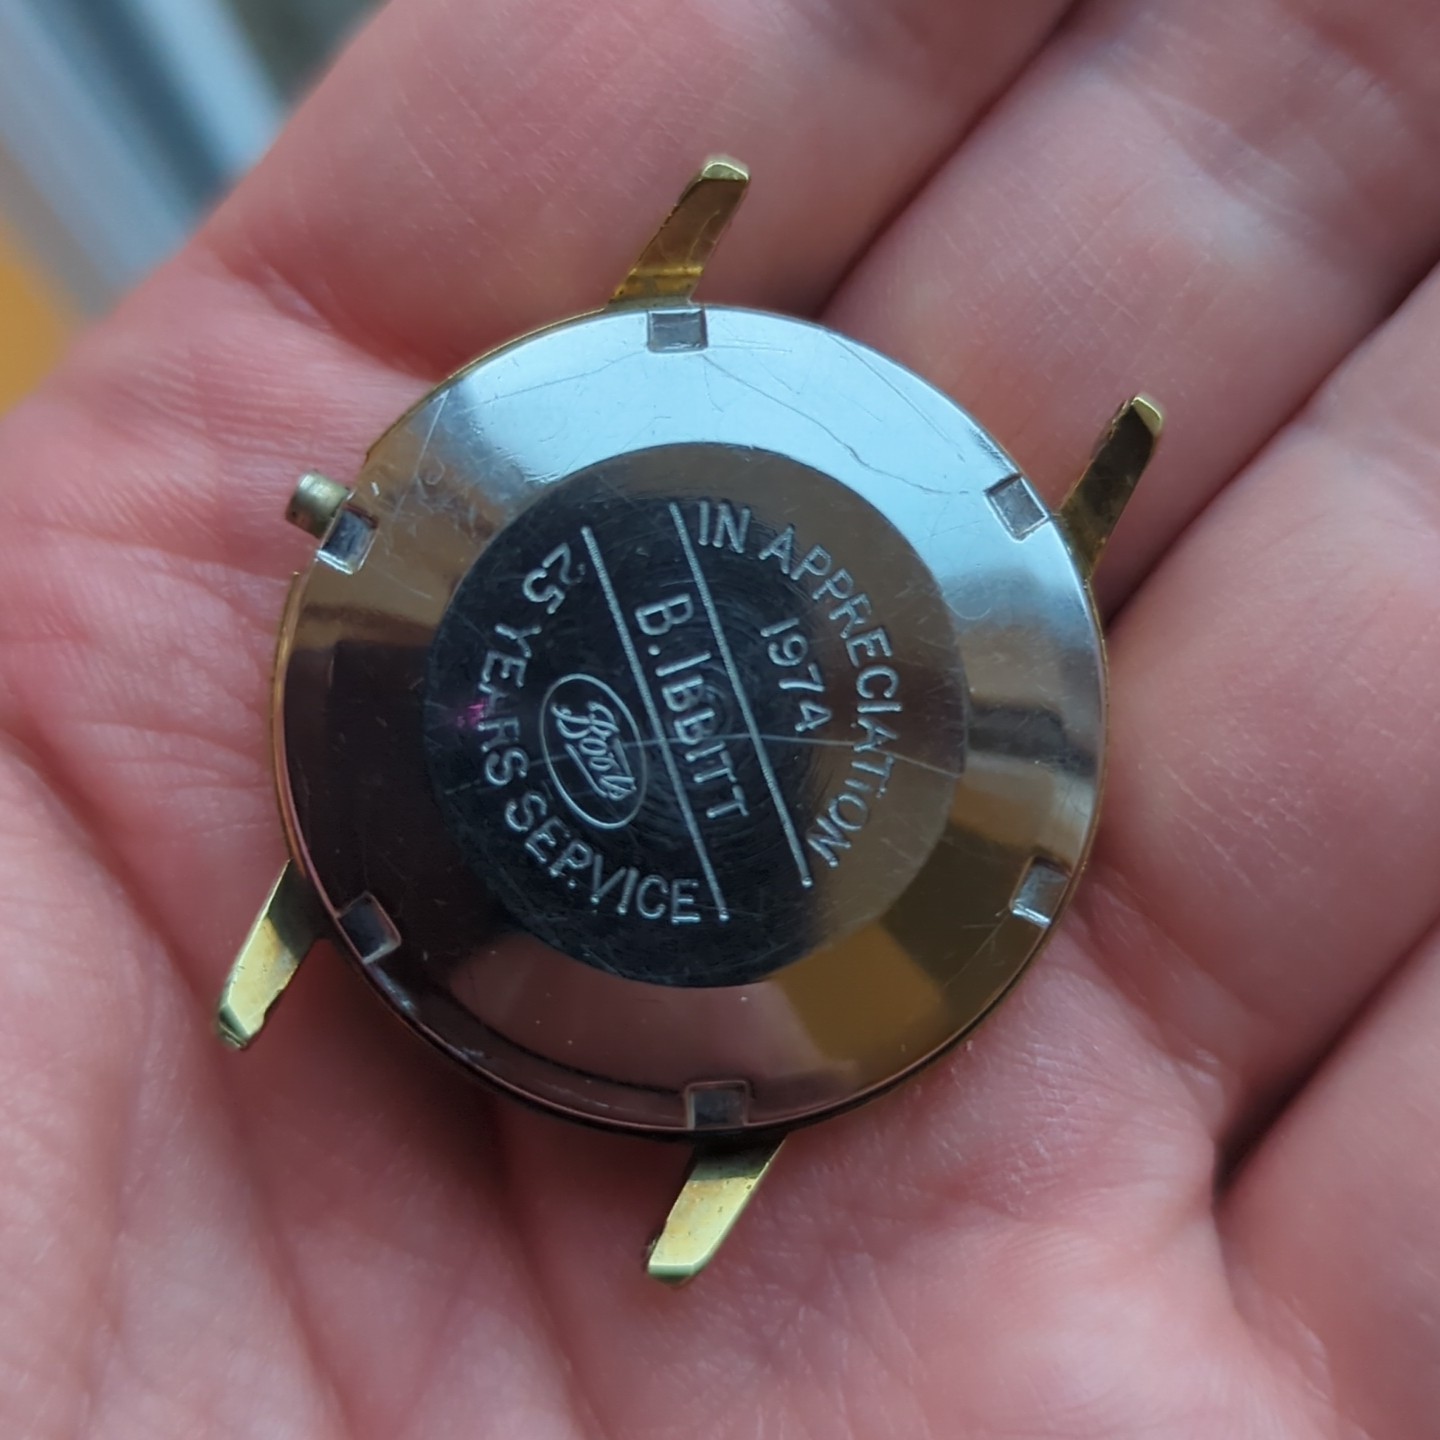 IN APPRECIATION
1974
B. IBBITT
Boots
25 YEARS SERVICE